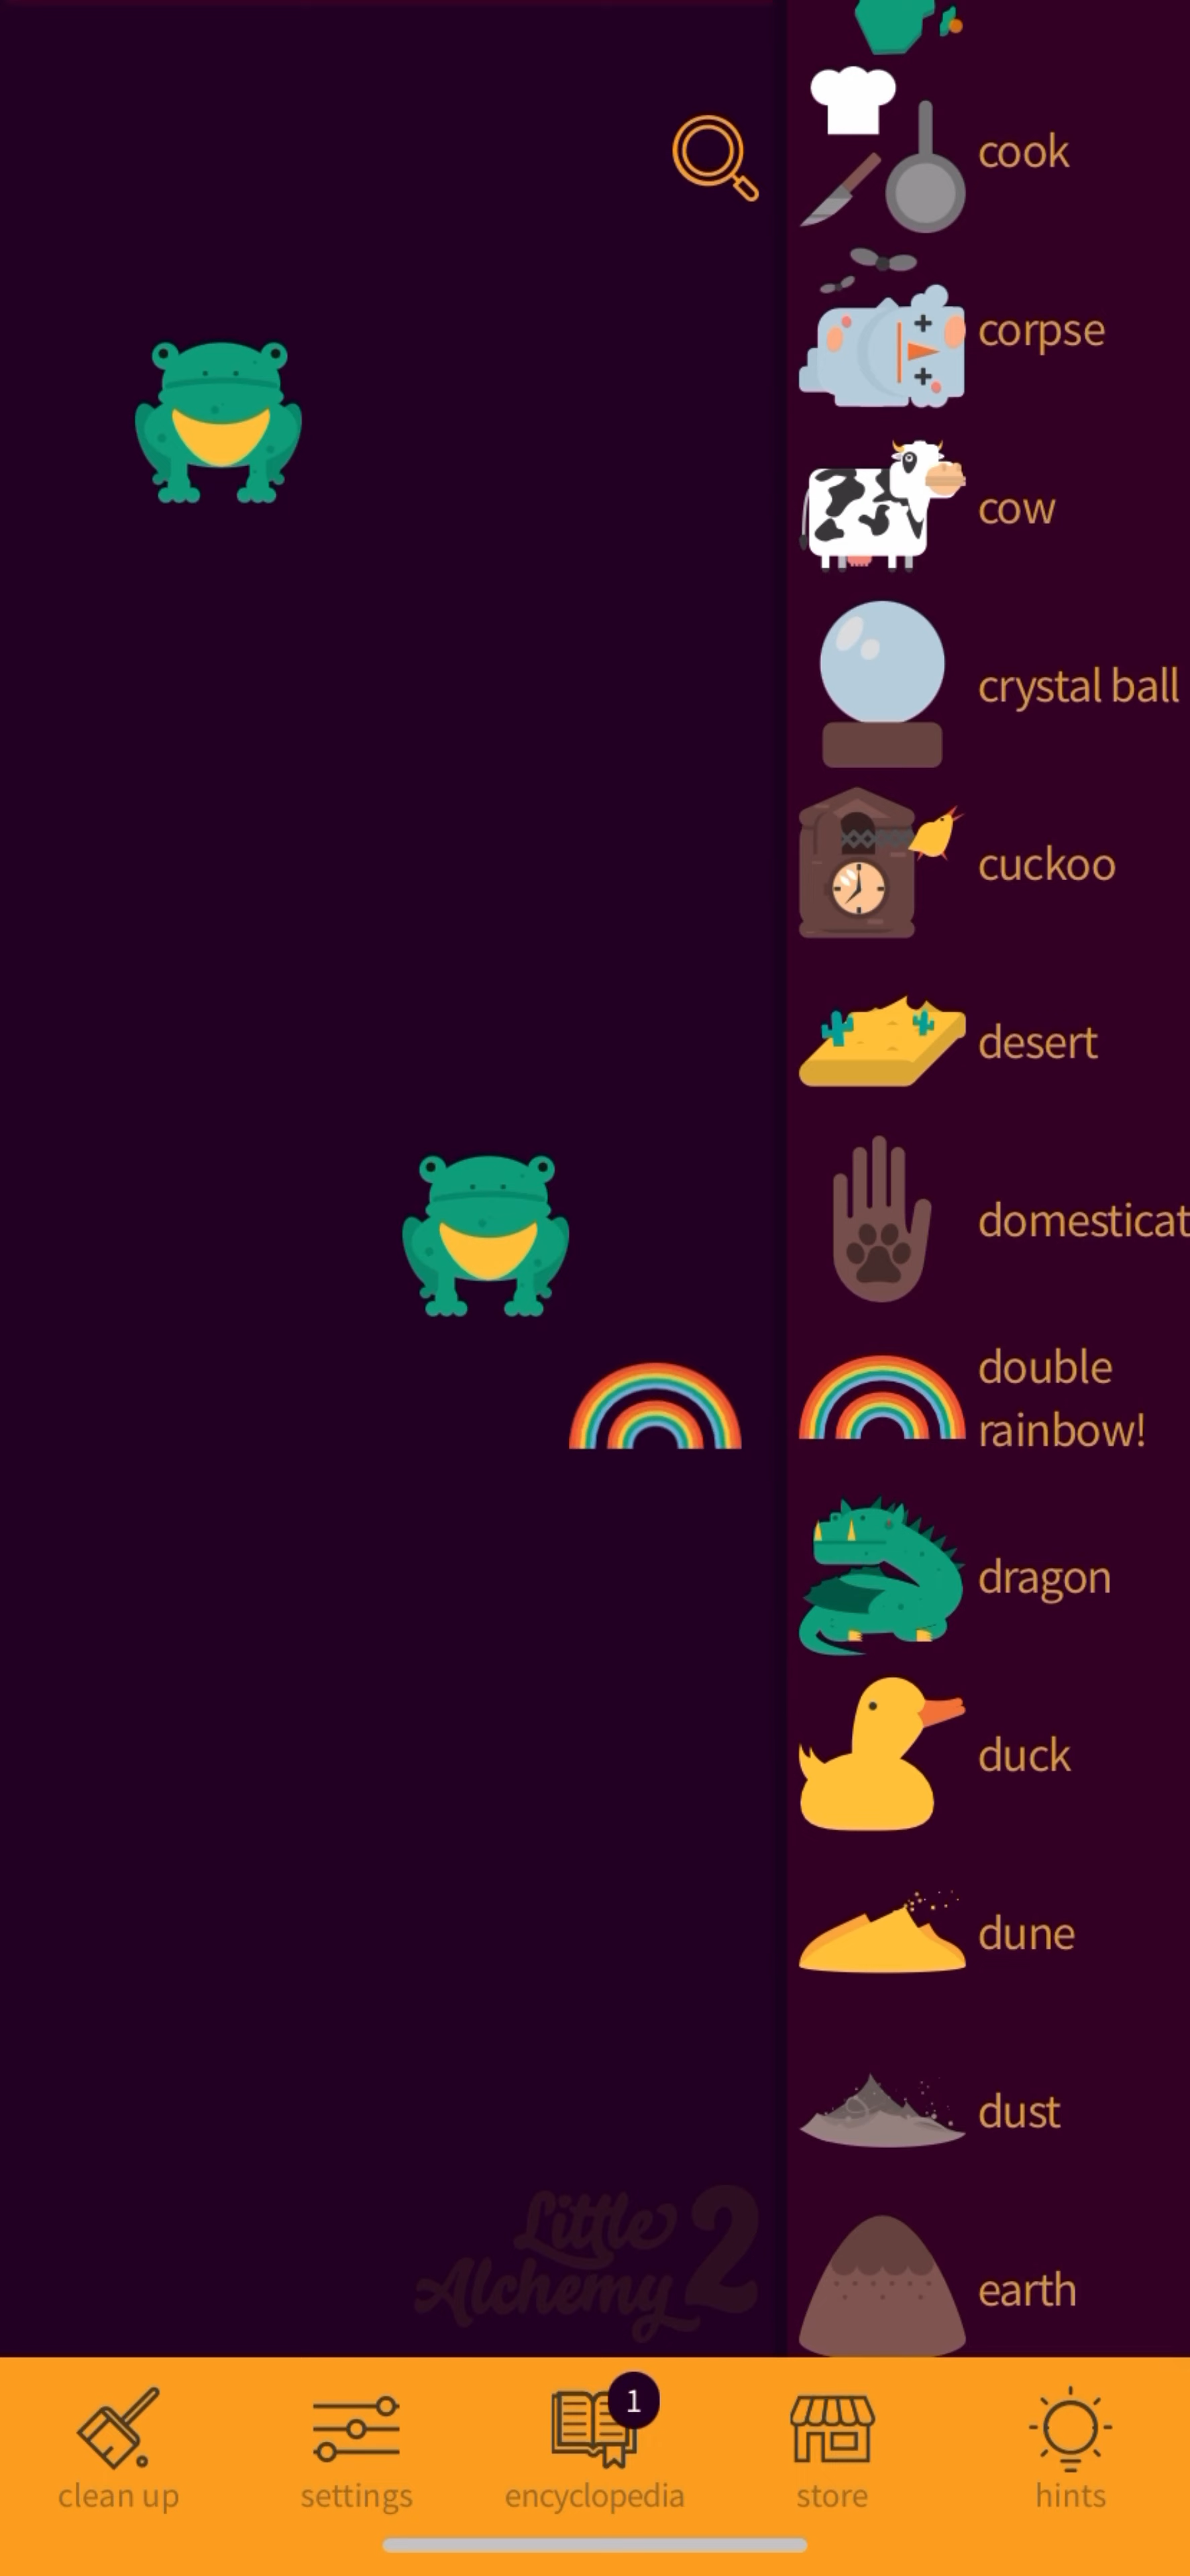 cook
corpse
cow
crystal ball
cuckoo
desert
domesticat
double
rainbow!
dragon
duck
dune
dust
earth
Little
Alchemy 2
1
clean up
settings
encyclopedia
store
hints